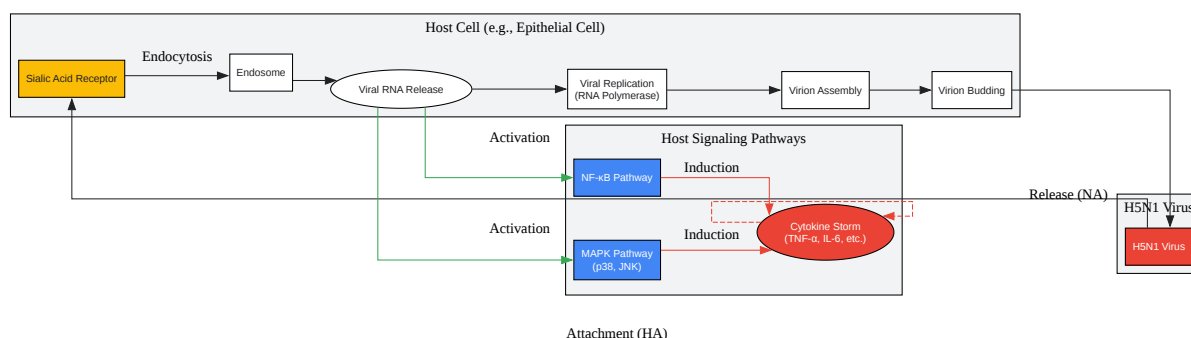 Host Cell (e.g., Epithelial Cell)
Endocytosis
Sialic Acid Receptor
Endosome
Viral RNA Release
Viral Replication
(RNA Polymerase)
Virion Assembly
Virion Budding
Activation
Host Signaling Pathways
NF-κB Pathway
Induction
Release (NA)
H5N1 Virus
Activation
Induction
Cytokine Storm
(TNF-α, IL-6, etc.)
H5N1 Virus
MAPK Pathway
(p38, JNK)
Attachment (HA)